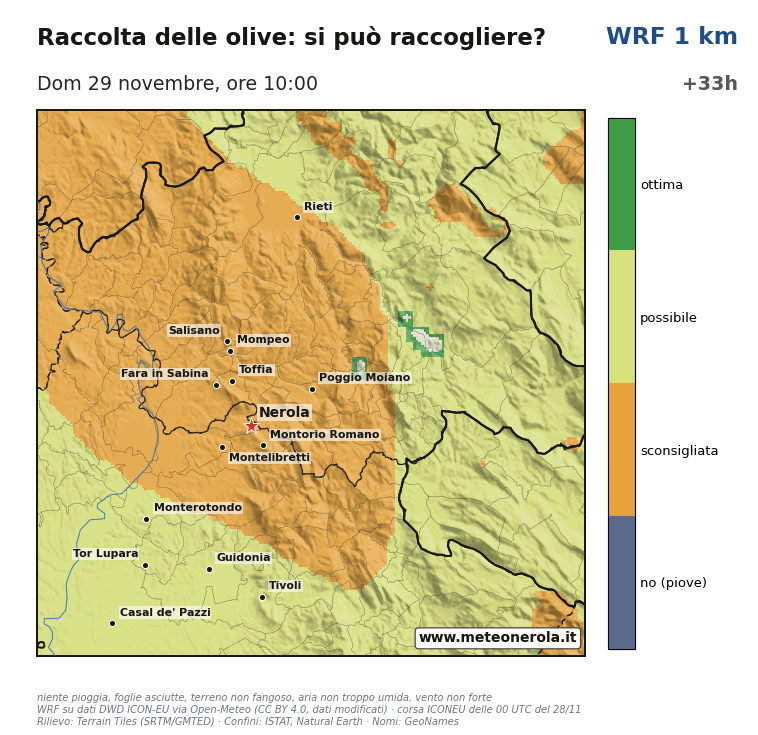 Raccolta delle olive: si può raccogliere?
WRF 1 km
Dom 29 novembre, ore 10:00
+33h
Rieti
Salisano
Mompeo
Toffia
Fara in Sabina
Poggio Moiano
Nerola
Montorio Romano
Montelibretti
Monterotondo
Tor Lupara
Guidonia
Tivoli
Casal de' Pazzi
www.meteonerola.it
ottima
possibile
sconsigliata
no (piove)
niente pioggia, foglie asciutte, terreno non fangoso, aria non troppo umida, vento non forte
WRF su dati DWD ICON-EU via Open-Meteo (CC BY 4.0, dati modificati) · corsa ICONEU delle 00 UTC del 28/11
Rilievo: Terrain Tiles (SRTM/GMTED) · Confini: ISTAT, Natural Earth · Nomi: GeoNames